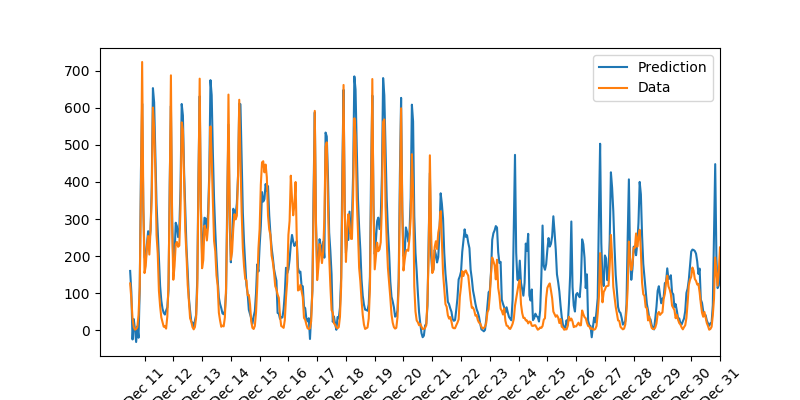 Prediction
Data
700
600
500
400
300
200
100
0
Dec 11
Dec 12
Dec 13
Dec 14
Dec 15
Dec 16
Dec 17
Dec 18
Dec 19
Dec 20
Dec 21
Dec 22
Dec 23
Dec 24
Dec 25
Dec 26
Dec 27
Dec 28
Dec 29
Dec 30
Dec 31